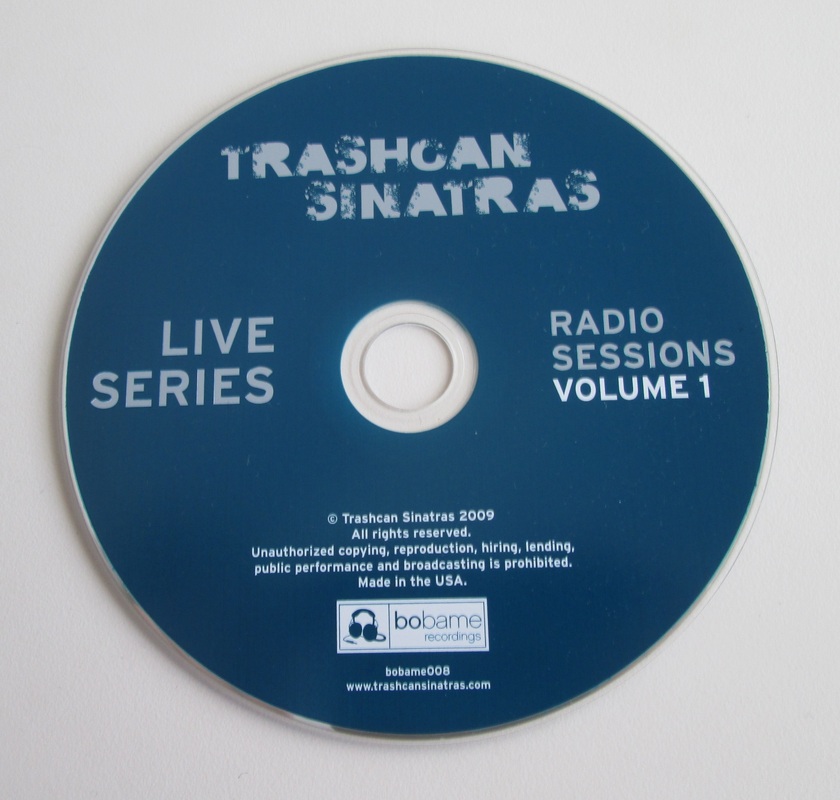 TRASHCAN
SINATRAS
LIVE
SERIES
RADIO
SESSIONS
VOLUME 1
© Trashcan Sinatras 2009
All rights reserved.
Unauthorized copying, reproduction, hiring, lending,
public performance and broadcasting is prohibited.
Made in the USA.
bobame
recordings
bobame008
www.trashcansinatras.com